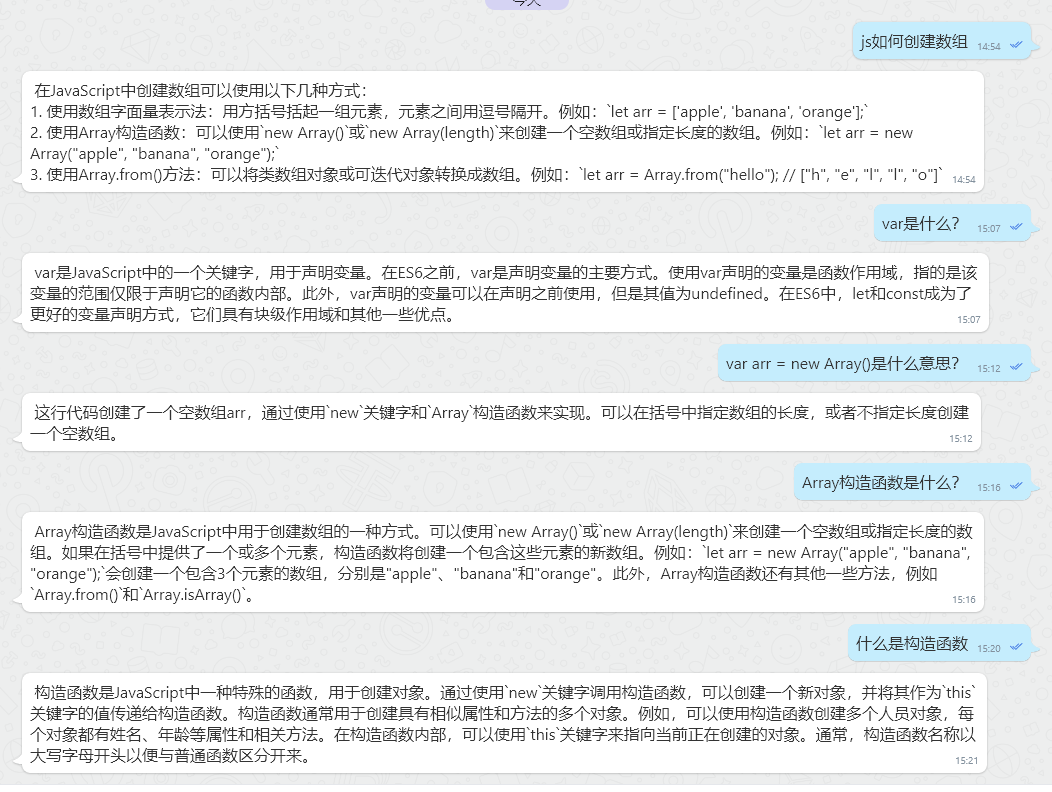 今天
js如何创建数组 14:54
在JavaScript中创建数组可以使用以下几种方式：
1. 使用数组字面量表示法：用方括号括起一组元素，元素之间用逗号隔开。例如：`let arr = ['apple', 'banana', 'orange'];`
2. 使用Array构造函数：可以使用`new Array()`或`new Array(length)`来创建一个空数组或指定长度的数组。例如：`let arr = new
Array("apple", "banana", "orange");`
3. 使用Array.from()方法：可以将类数组对象或可迭代对象转换成数组。例如：`let arr = Array.from("hello"); // ["h", "e", "l", "l", "o"]` 14:54
var是什么？ 15:07
var是JavaScript中的一个关键字，用于声明变量。在ES6之前，var是声明变量的主要方式。使用var声明的变量是函数作用域，指的是该
变量的范围仅限于声明它的函数内部。此外，var声明的变量可以在声明之前使用，但是其值为undefined。在ES6中，let和const成为了
更好的变量声明方式，它们具有块级作用域和其他一些优点。
15:07
var arr = new Array()是什么意思？ 15:12
这行代码创建了一个空数组arr，通过使用`new`关键字和`Array`构造函数来实现。可以在括号中指定数组的长度，或者不指定长度创建
一个空数组。
15:12
Array构造函数是什么？ 15:16
Array构造函数是JavaScript中用于创建数组的一种方式。可以使用`new Array()`或`new Array(length)`来创建一个空数组或指定长度的数
组。如果在括号中提供了一个或多个元素，构造函数将创建一个包含这些元素的新数组。例如：`let arr = new Array("apple", "banana",
"orange");`会创建一个包含3个元素的数组，分别是"apple"、"banana"和"orange"。此外，Array构造函数还有其他一些方法，例如
`Array.from()`和`Array.isArray()`。
15:16
什么是构造函数 15:20
构造函数是JavaScript中一种特殊的函数，用于创建对象。通过使用`new`关键字调用构造函数，可以创建一个新对象，并将其作为`this`
关键字的值传递给构造函数。构造函数通常用于创建具有相似属性和方法的多个对象。例如，可以使用构造函数创建多个人员对象，每
个对象都有姓名、年龄等属性和相关方法。在构造函数内部，可以使用`this`关键字来指向当前正在创建的对象。通常，构造函数名称以
大写字母开头以便与普通函数区分开来。
15:21